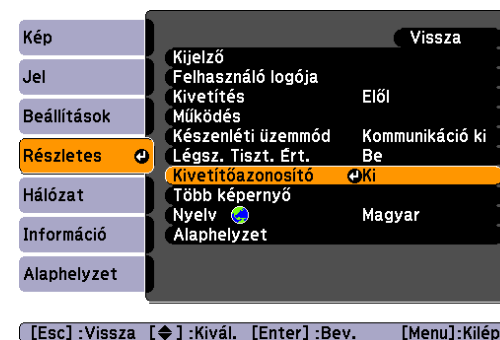 Kép
Jel
Beállítások
Részletes
Hálózat
Információ
Alaphelyzet
Vissza
Kijelző
Felhasználó logója
Kivetítés Elől
Működés
Készenléti üzemmód Kommunikáció ki
Légsz. Tiszt. Ért. Be
Kivetítőazonosító Ki
Több képernyő
Nyelv Magyar
Alaphelyzet
[Esc] :Vissza [◆] :Kivál. [Enter] :Bev. [Menu]:Kilép